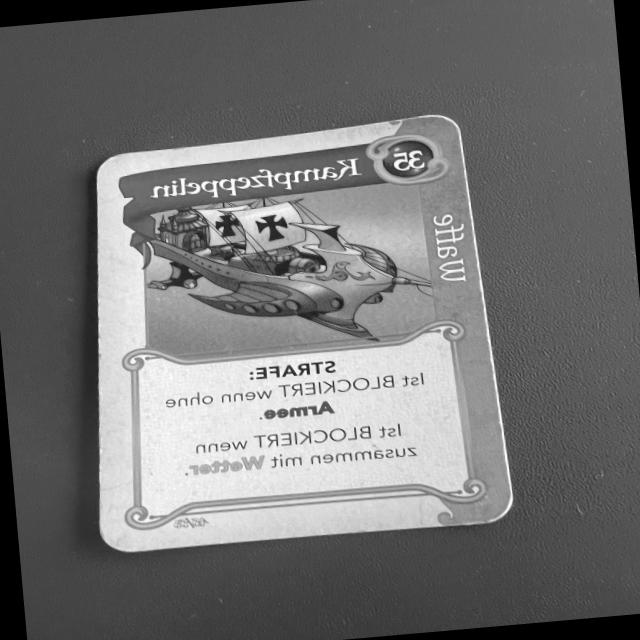 35
Kampfzeppelin
Waffe
STRAFE:
Ist BLOCKIERT wenn ohne
Armee.
Ist BLOCKIERT wenn
zusammen mit Wetter.